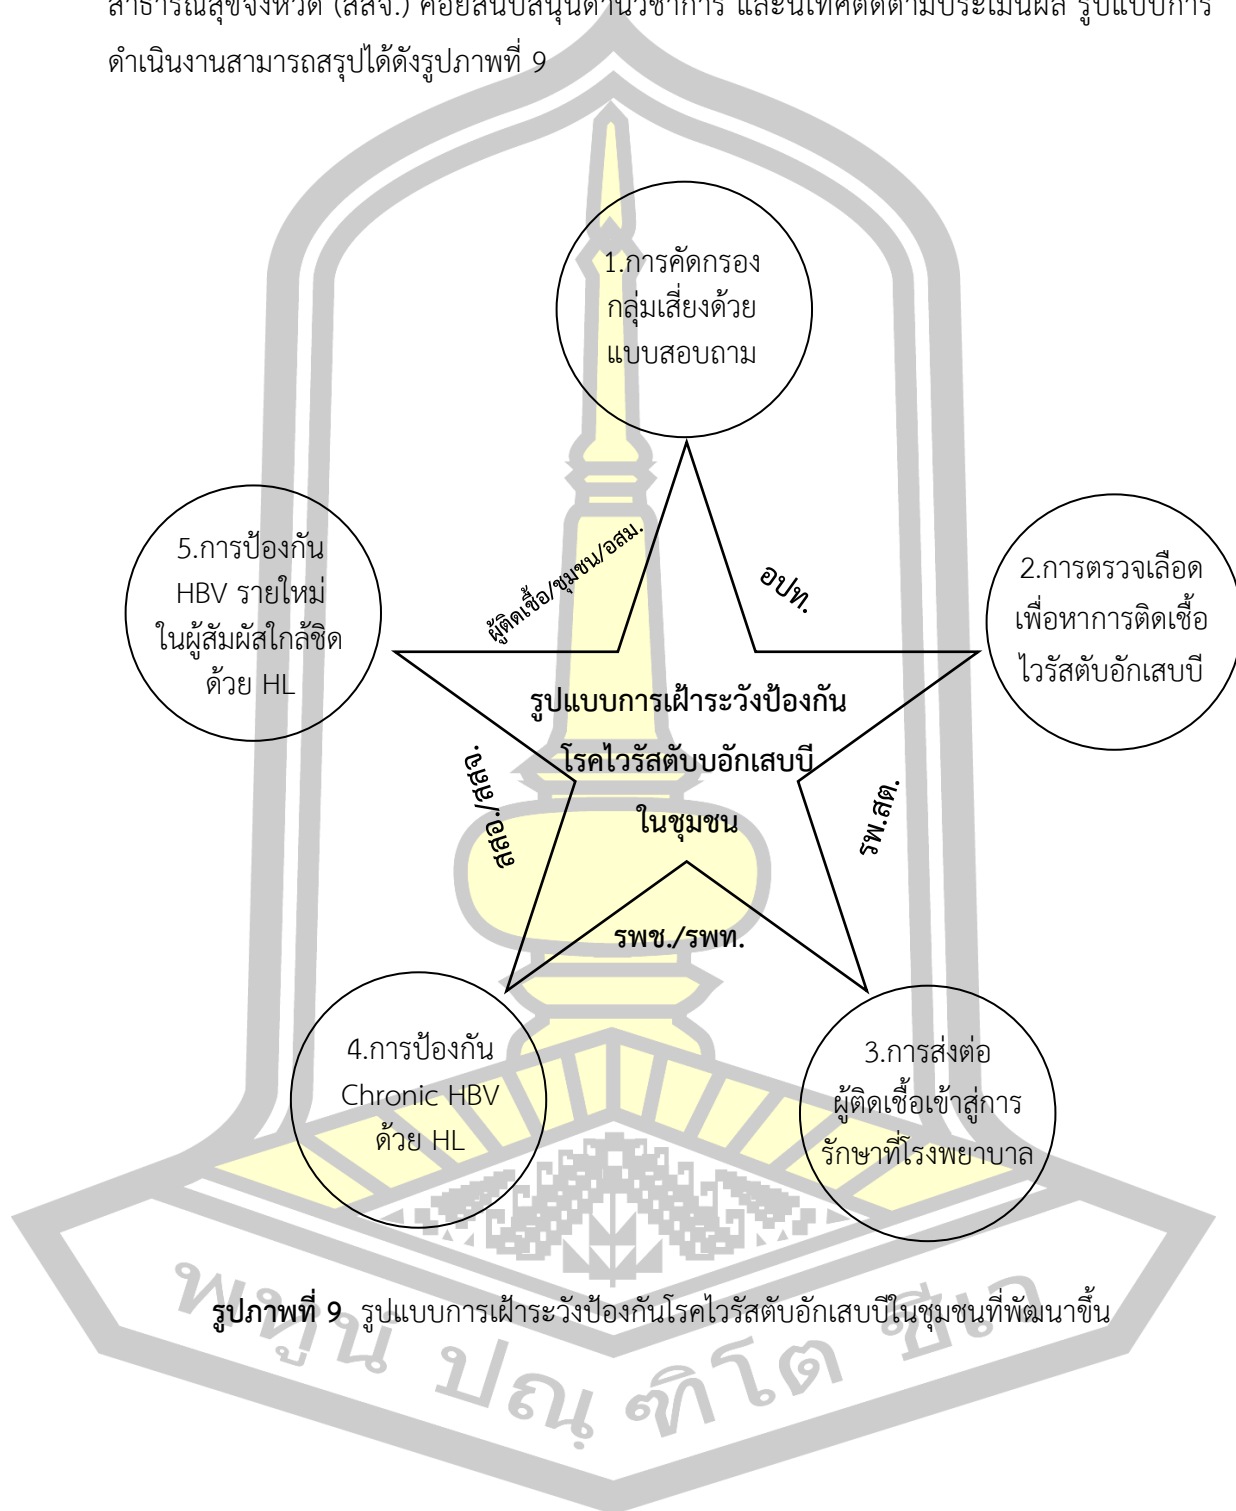 สาธารณสุขจังหวัด (สสจ.) คอยสนับสนุนด้านวิชาการ และนิเทศติดตามประเมินผล รูปแบบการ
ดำเนินงานสามารถสรุปได้ดังรูปภาพที่ 9
1.การคัดกรอง
กลุ่มเสี่ยงด้วย
แบบสอบถาม
5.การป้องกัน
HBV รายใหม่
ในผู้สัมผัสใกล้ชิด
ด้วย HL
ผู้ติดเชื้อ/ชุมชน/อสม.
อปท.
2.การตรวจเลือด
เพื่อหาการติดเชื้อ
ไวรัสตับอักเสบบี
รูปแบบการเฝ้าระวังป้องกัน
โรคไวรัสตับบอักเสบบี
ในชุมชน
สสอ./สสจ.
รพ.สต.
รพช./รพท.
4.การป้องกัน
Chronic HBV
ด้วย HL
3.การส่งต่อ
ผู้ติดเชื้อเข้าสู่การ
รักษาที่โรงพยาบาล
รูปภาพที่ 9 รูปแบบการเฝ้าระวังป้องกันโรคไวรัสตับอักเสบบีในชุมชนที่พัฒนาขึ้น
พหูนํ ปณฺฑิโต ชีเว